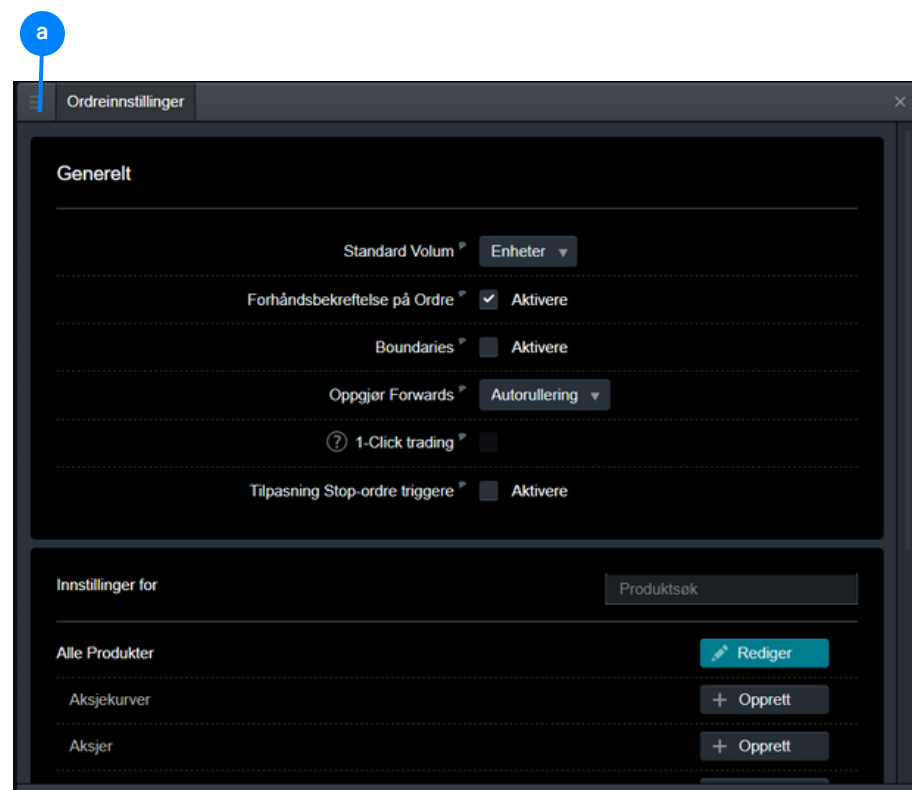 a
Ordreinnstillinger
Generelt
Standard Volum Enheter
Forhåndsbekreftelse på Ordre Aktivere
Boundaries Aktivere
Oppgjør Forwards Autorullering
? 1-Click trading
Tilpasning Stop-ordre triggere Aktivere
Innstillinger for Produktsøk
Alle Produkter Rediger
Aksjekurver + Opprett
Aksjer + Opprett